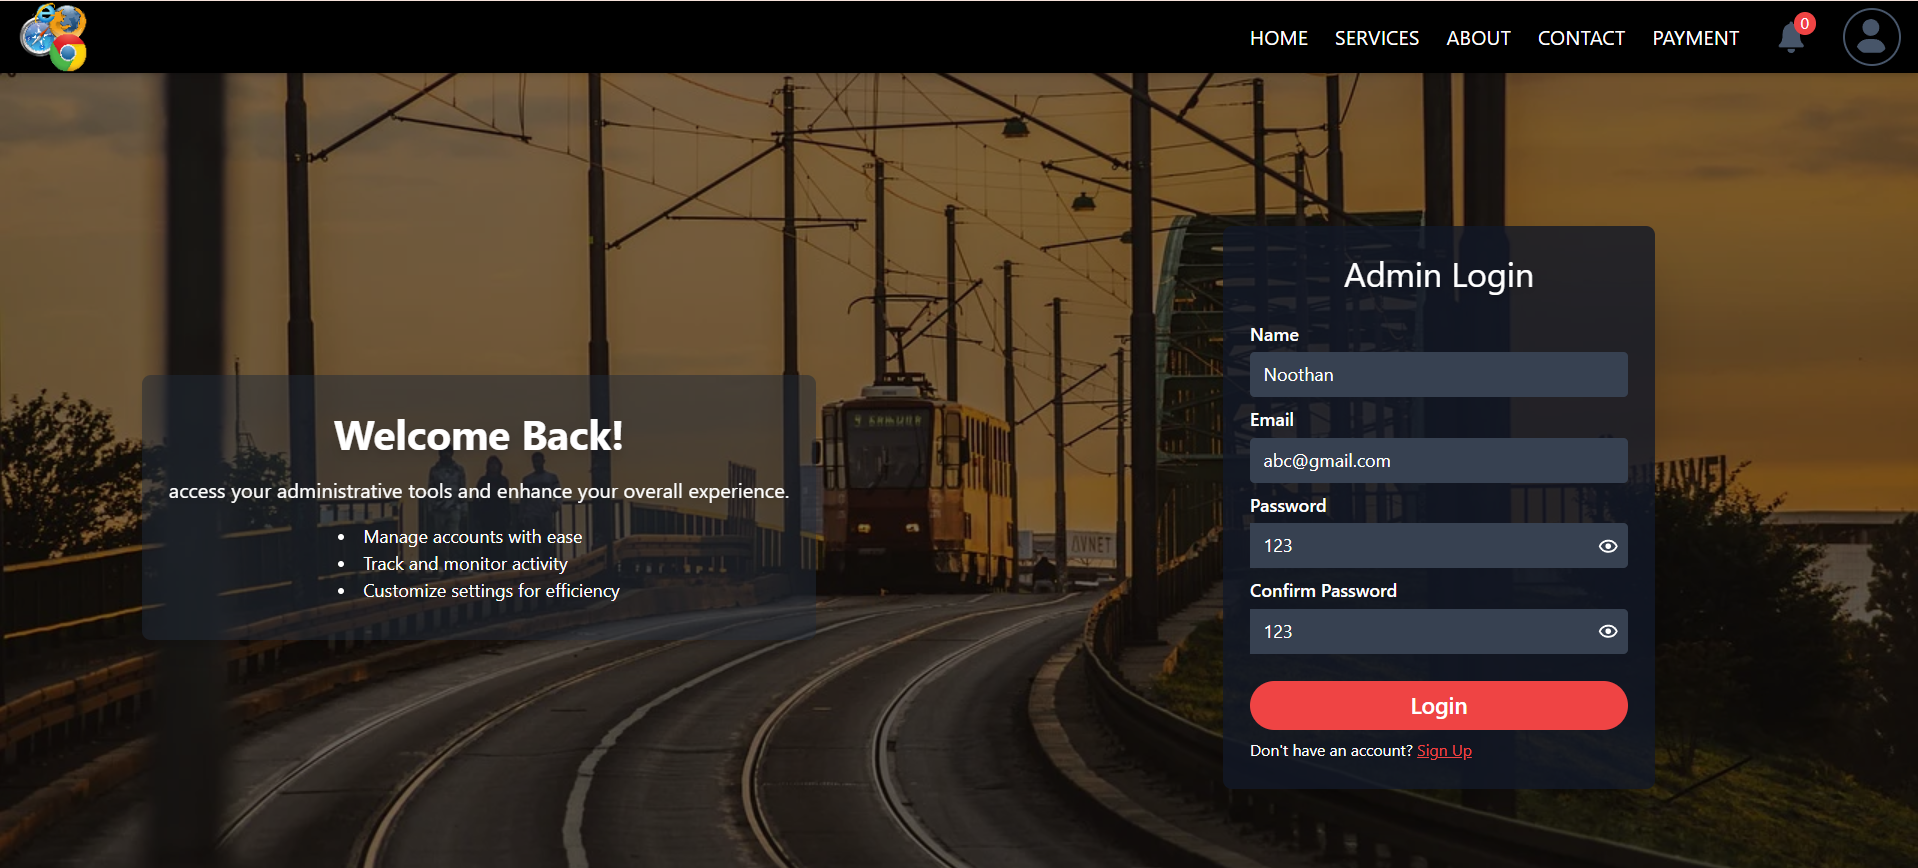 HOME SERVICES ABOUT CONTACT PAYMENT 0
Welcome Back!
access your administrative tools and enhance your overall experience.
• Manage accounts with ease
• Track and monitor activity
• Customize settings for efficiency
Admin Login
Name
Noothan
Email
abc@gmail.com
Password
123
Confirm Password
123
Login
Don't have an account? Sign Up
AVNET